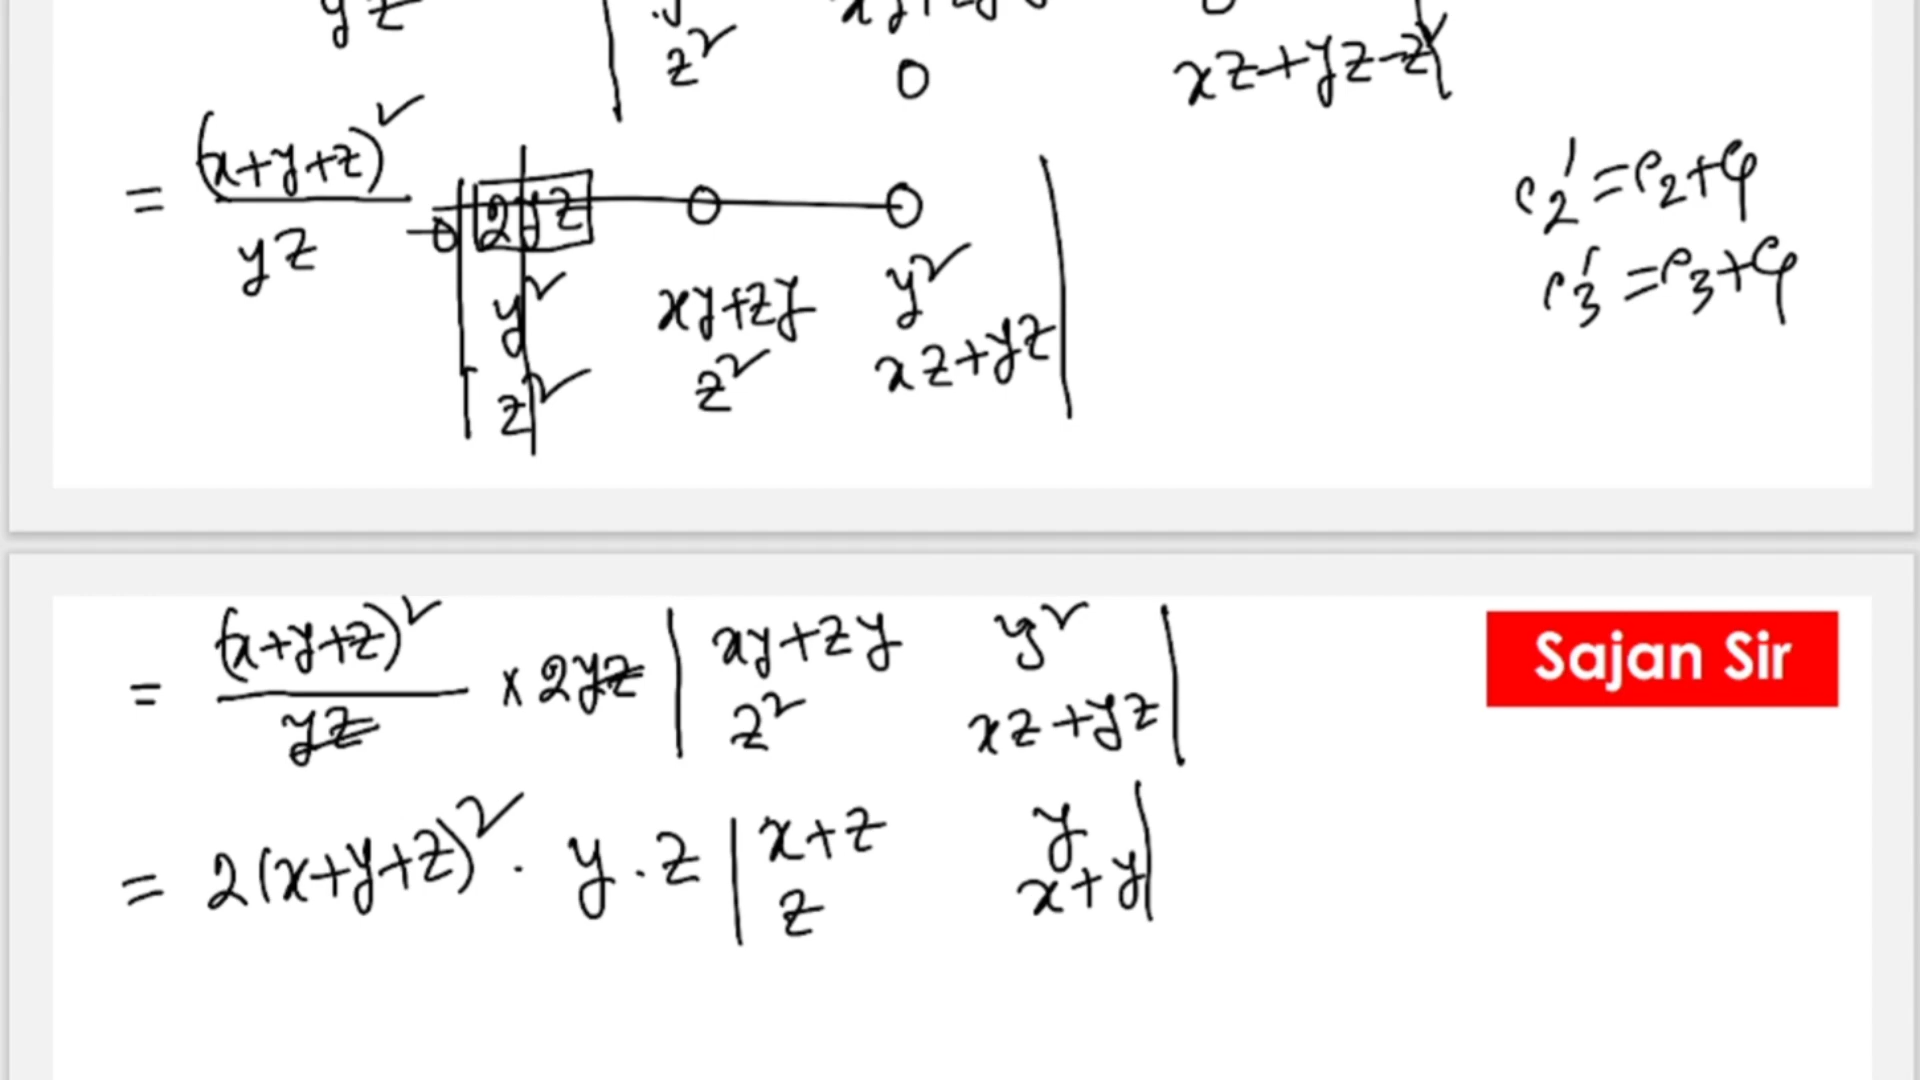 yz
z² 0 xz+yz-z²
= (x+y+z)² / yz | 2yz 0 0 |
| y² xy+zy y² |
| z² z² xz+yz |
c₂' = c₂+c₁
c₃' = c₃+c₁
= (x+y+z)² / yz × 2yz | xy+zy y² |
| z² xz+yz |
Sajan Sir
= 2(x+y+z)² . y . z | x+z y |
| z x+y |